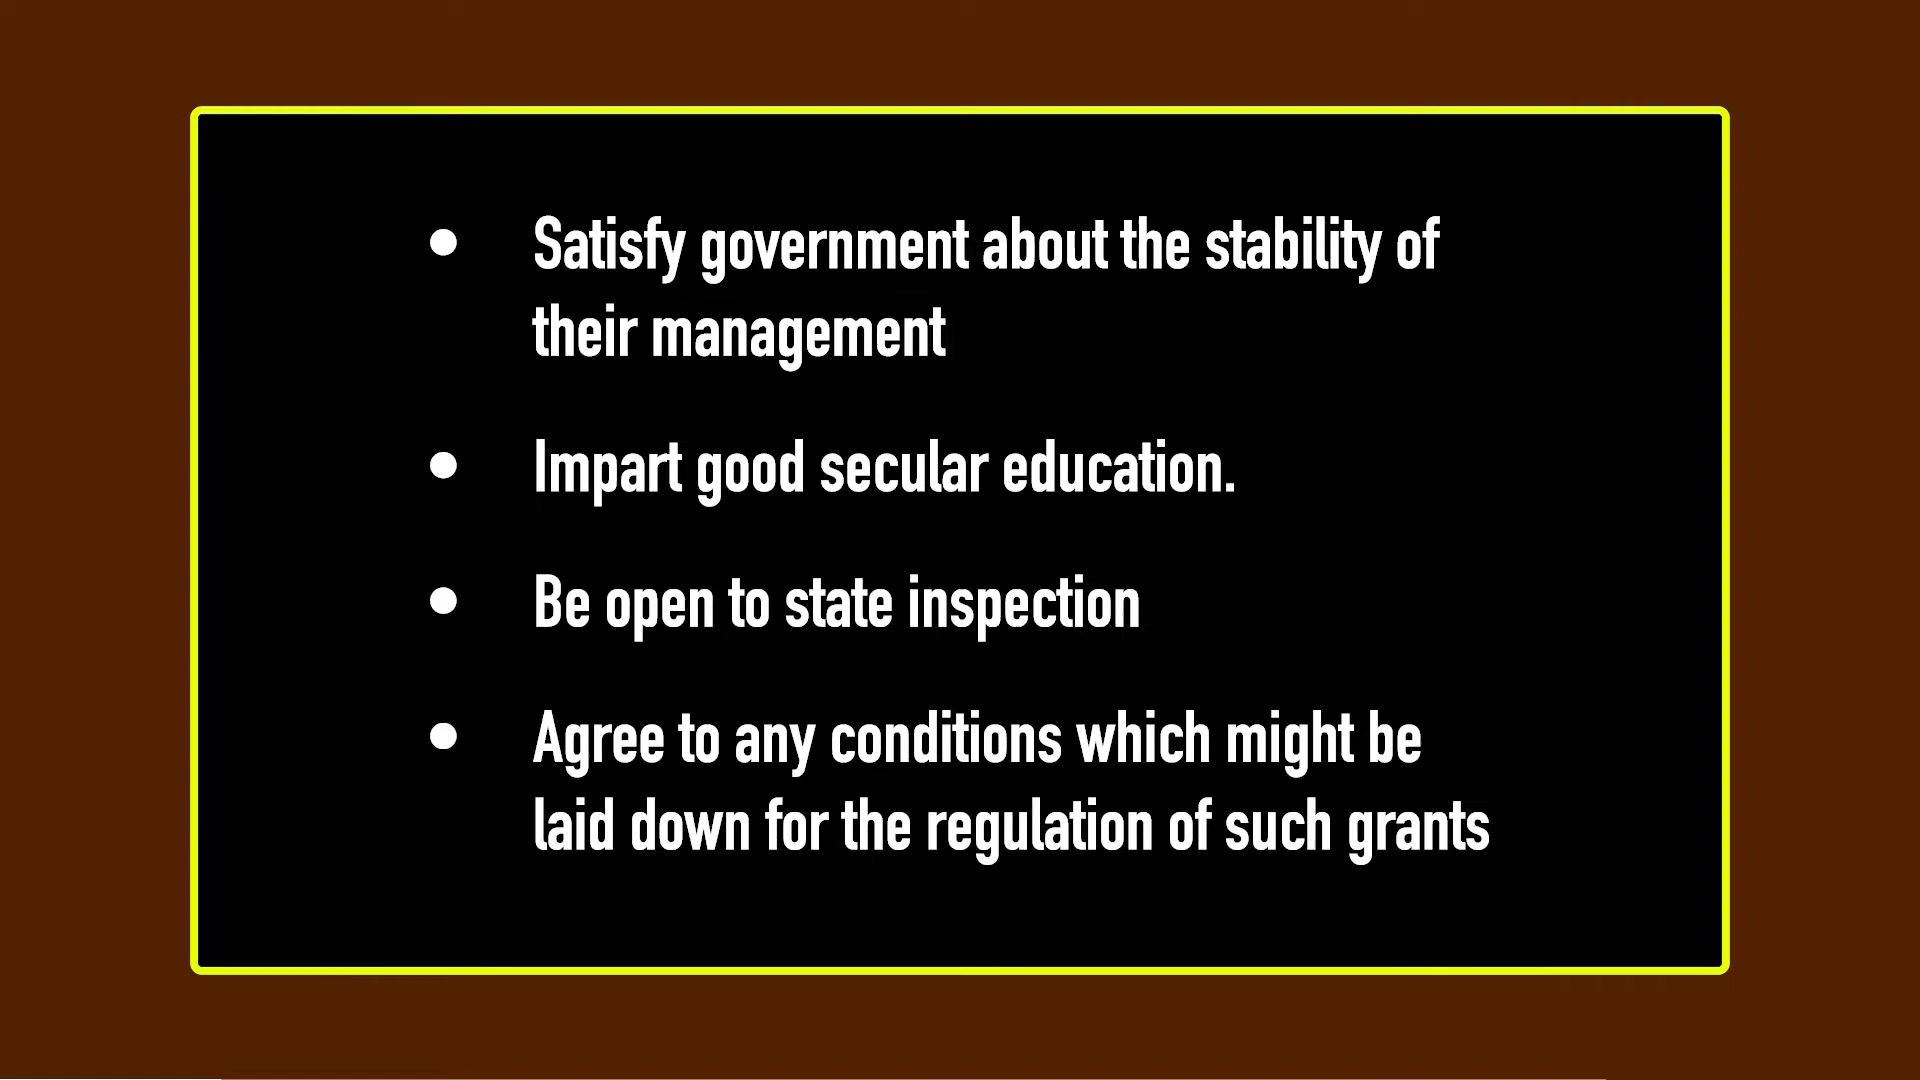 • Satisfy government about the stability of
their management
• Impart good secular education.
• Be open to state inspection
• Agree to any conditions which might be
laid down for the regulation of such grants